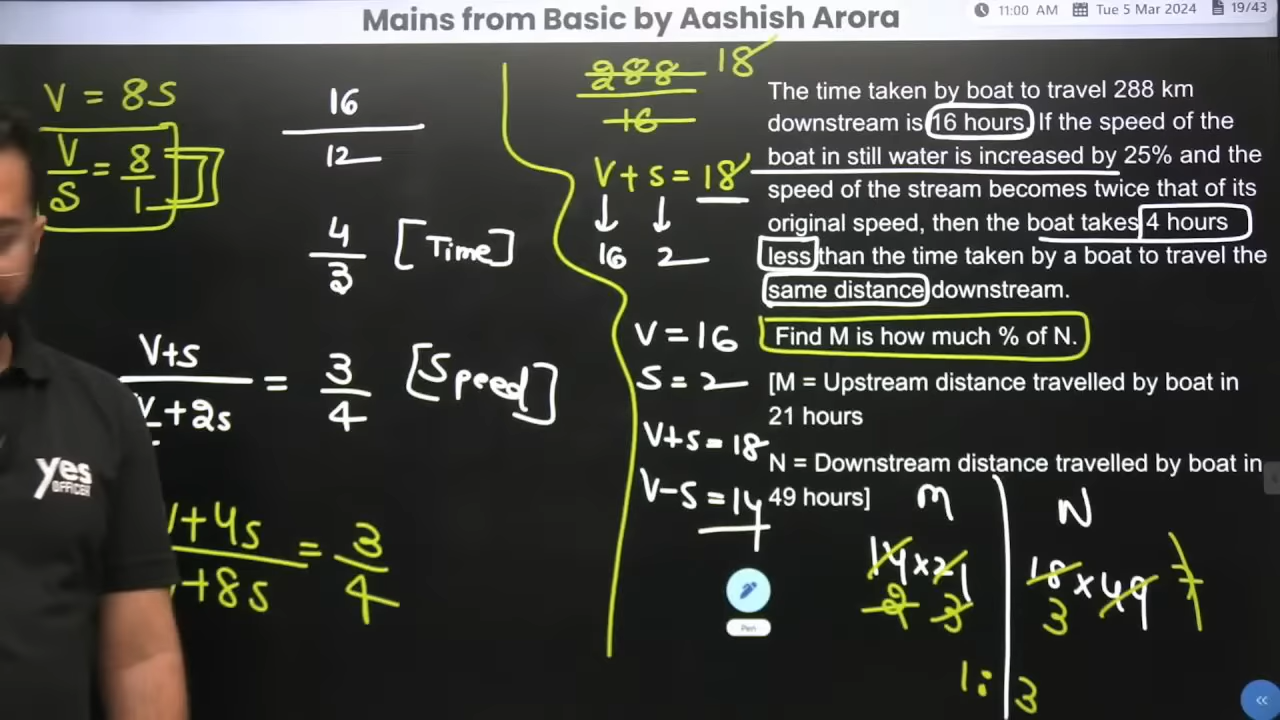 Mains from Basic by Aashish Arora
11:00 AM Tue 5 Mar 2024 19/43
V = 8S
V/S = 8/1
16/12
4/3 [Time]
V+S / +2S = 3/4 [Speed]
+4S / +8S = 3/4
288/16 18
V+S = 18
16 2
V = 16
S = 2
V+S = 18
V-S = 14
The time taken by boat to travel 288 km
downstream is 16 hours. If the speed of the
boat in still water is increased by 25% and the
speed of the stream becomes twice that of its
original speed, then the boat takes 4 hours
less than the time taken by a boat to travel the
same distance downstream.
Find M is how much % of N.
[M = Upstream distance travelled by boat in
21 hours
N = Downstream distance travelled by boat in
49 hours]
M N
14×21 18×49 7
2 3 3
1:3
Pen
yes
OFFICER